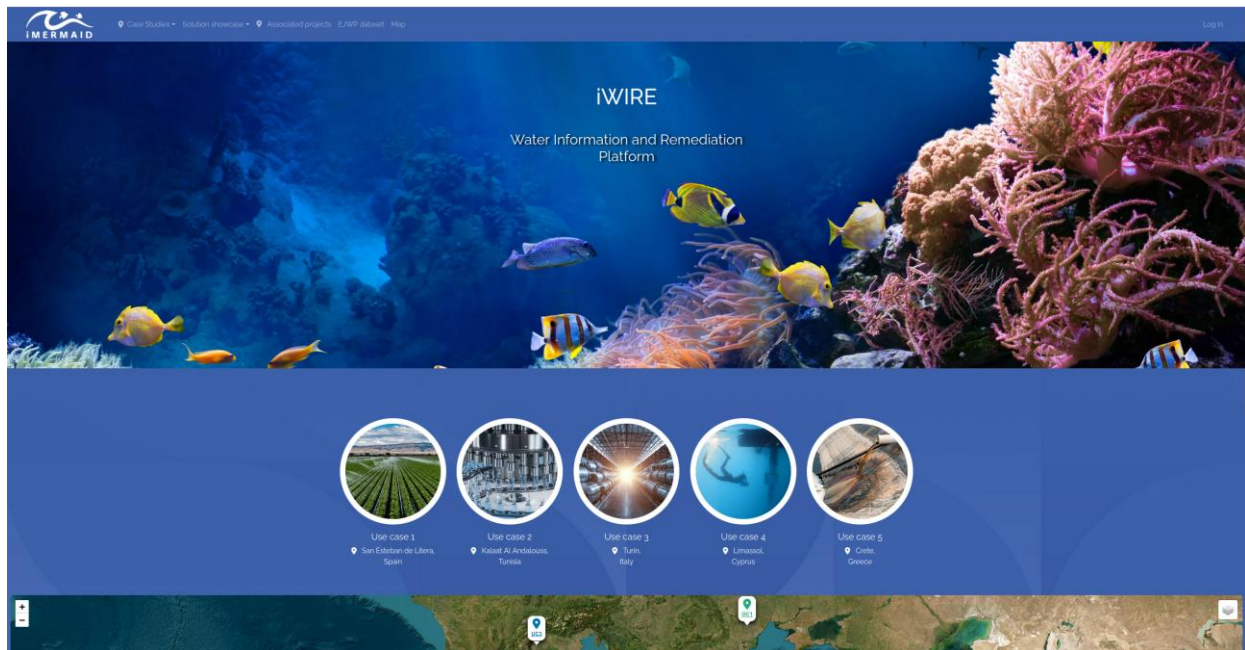 iMERMAID
Case Studies Solution showcase Associated projects EJWP dataset Map
Log in
iWIRE
Water Information and Remediation
Platform
Use case 1
San Esteban de Litera,
Spain
Use case 2
Kalaat Al Andalouss,
Tunisia
Use case 3
Turin,
Italy
Use case 4
Limassol,
Cyprus
Use case 5
Crete,
Greece
+
−
UC3
UC1